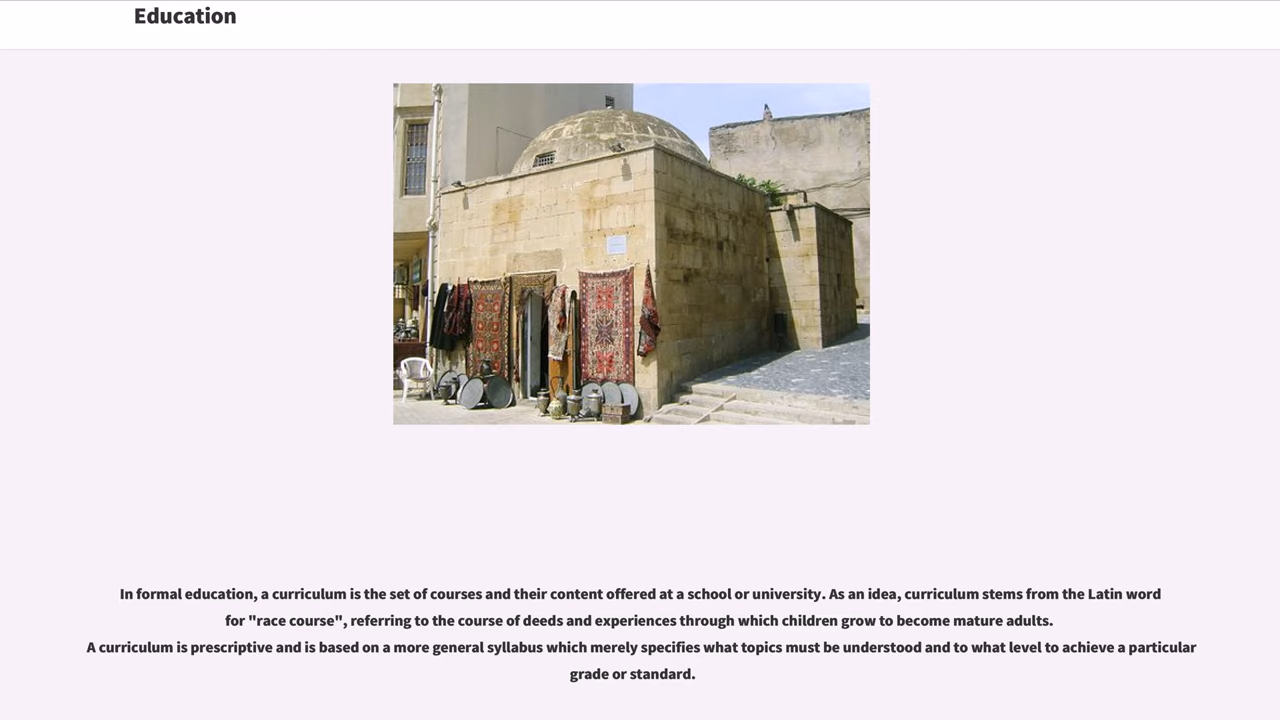 Education
In formal education, a curriculum is the set of courses and their content offered at a school or university. As an idea, curriculum stems from the Latin word
for "race course", referring to the course of deeds and experiences through which children grow to become mature adults.
A curriculum is prescriptive and is based on a more general syllabus which merely specifies what topics must be understood and to what level to achieve a particular
grade or standard.